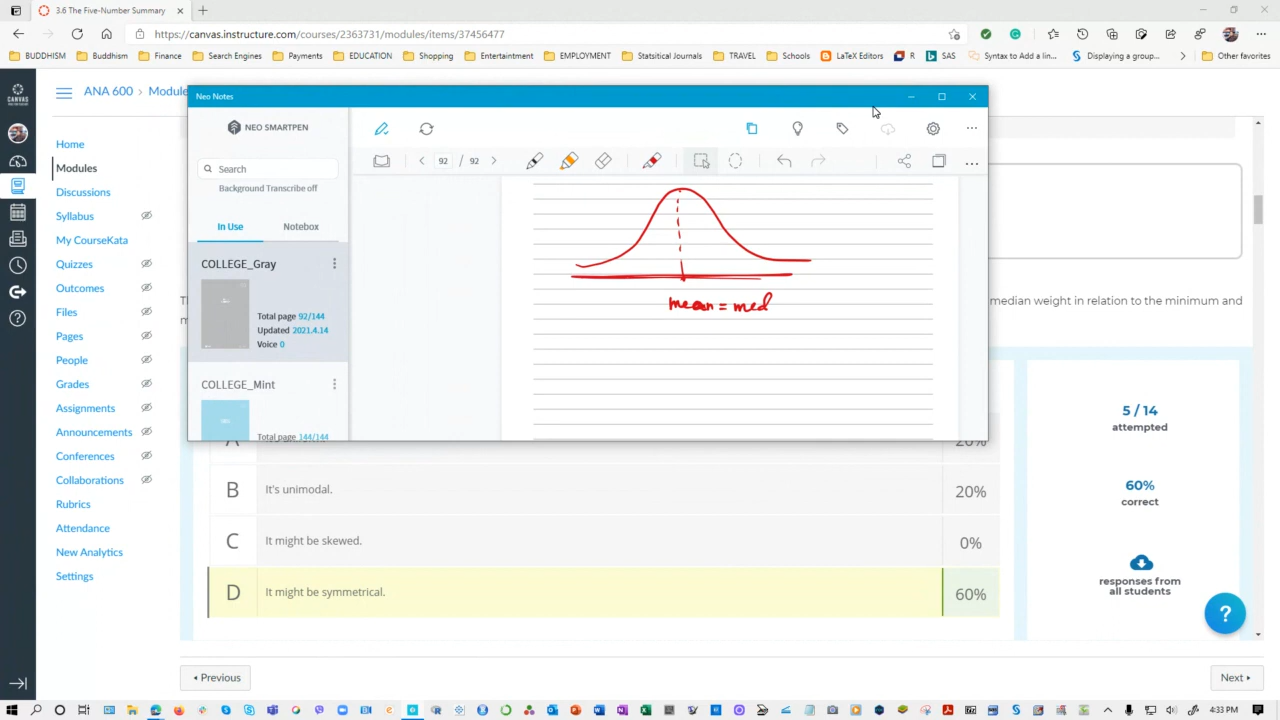 3.6 The Five-Number Summary
https://canvas.instructure.com/courses/2363731/modules/items/37456477
BUDDHISM
Buddhism
Finance
Search Engines
Payments
EDUCATION
Shopping
Entertaintment
EMPLOYMENT
Statsitical Journals
TRAVEL
Schools
LaTeX Editors
R
SAS
Syntax to Add a lin...
Displaying a group...
Other favorites
CANVAS
ANA 600 › Module
Home
Modules
Discussions
Syllabus
My CourseKata
Quizzes
Outcomes
Files
Pages
People
Grades
Assignments
Announcements
Conferences
Collaborations
Rubrics
Attendance
New Analytics
Settings
Neo Notes
NEO SMARTPEN
Search
Background Transcribe off
In Use
Notebox
COLLEGE_Gray
Total page 92/144
Updated 2021.4.14
Voice 0
COLLEGE_Mint
Total page 144/144
92 / 92
mean = med
median weight in relation to the minimum and
A
20%
B
It's unimodal.
20%
C
It might be skewed.
0%
D
It might be symmetrical.
60%
5 / 14
attempted
60%
correct
responses from
all students
?
Previous
Next
4:33 PM